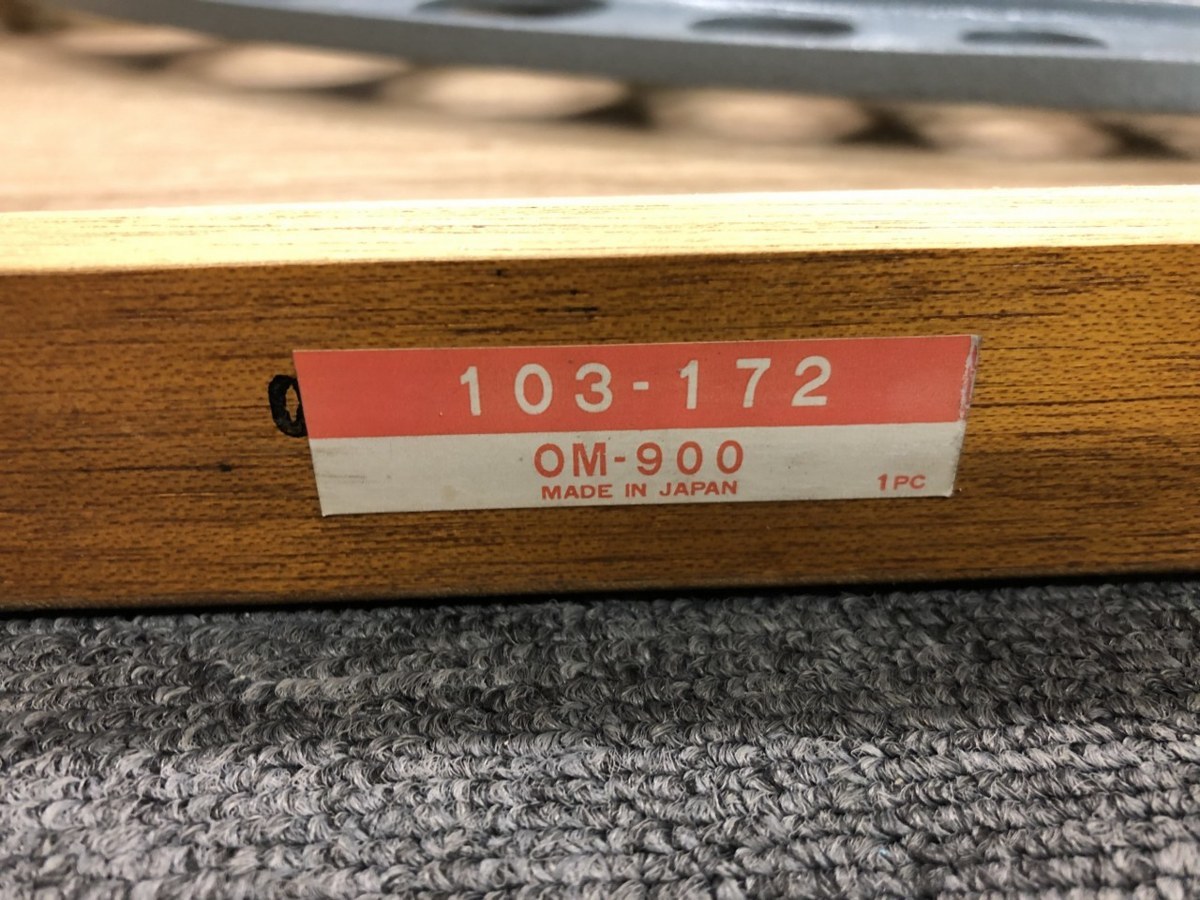 103-172
OM-900
MADE IN JAPAN
1PC